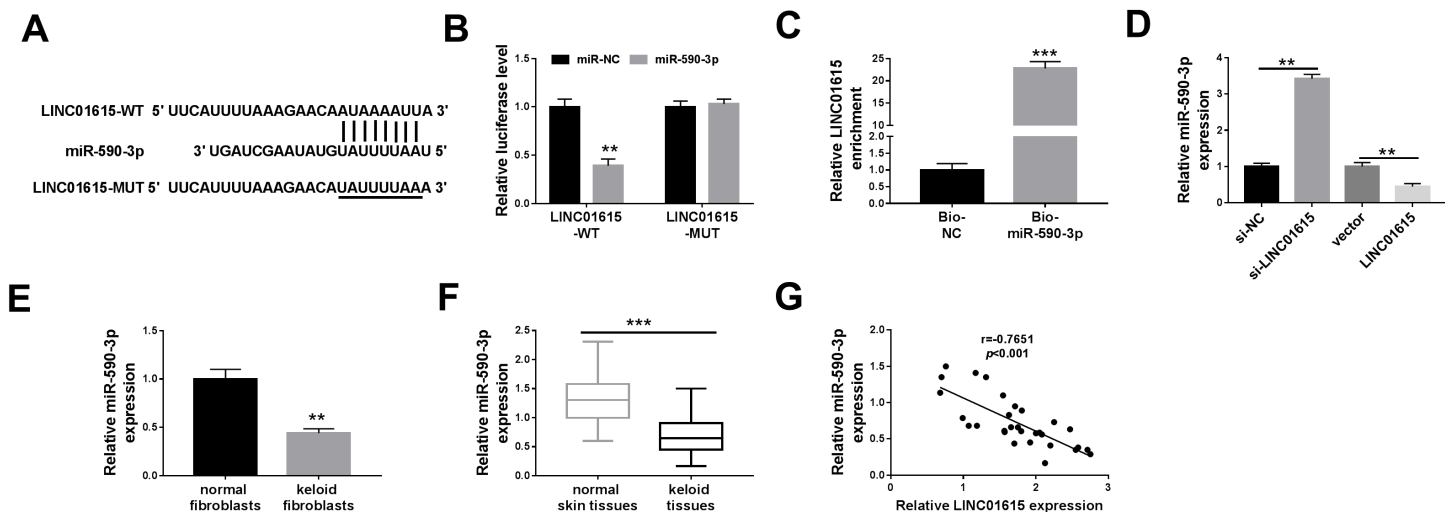 A
LINC01615-WT 5' UUCAUUUUAAAGAACAAUAAAAUUA 3'
miR-590-3p 3' UGAUCGAAUAUGUAUUUUAAU 5'
LINC01615-MUT 5' UUCAUUUUAAAGAACAUAUUUUAAA 3'
B
Relative luciferase level
1.5
1.0
0.5
0.0
miR-NC miR-590-3p
**
LINC01615
-WT
LINC01615
-MUT
C
Relative LINC01615
enrichment
25
20
15
10
2.0
1.5
1.0
0.5
0.0
***
Bio-
NC
Bio-
miR-590-3p
D
Relative miR-590-3p
expression
4
3
2
1
0
**
**
si-NC
si-LINC01615
vector
LINC01615
E
Relative miR-590-3p
expression
1.5
1.0
0.5
0.0
**
normal
fibroblasts
keloid
fibroblasts
F
Relative miR-590-3p
expression
2.5
2.0
1.5
1.0
0.5
0.0
***
normal
skin tissues
keloid
tissues
G
Relative miR-590-3p
expression
2.0
1.5
1.0
0.5
0.0
r=-0.7651
p<0.001
0 1 2 3
Relative LINC01615 expression